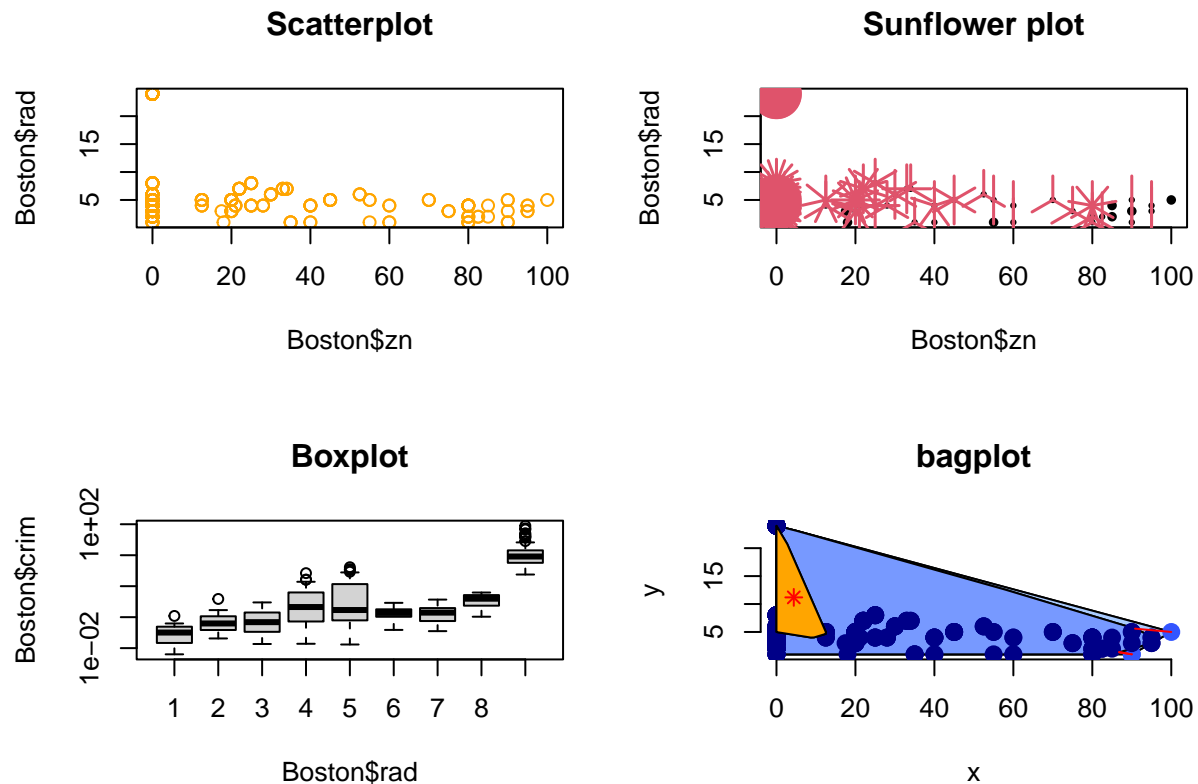 Scatterplot
Boston$rad
5
15
0 20 40 60 80 100
Boston$zn
Sunflower plot
Boston$rad
5
15
0 20 40 60 80 100
Boston$zn
Boxplot
Boston$crim
1e-02
1e+02
1 2 3 4 5 6 7 8
Boston$rad
bagplot
y
5
15
0 20 40 60 80 100
x